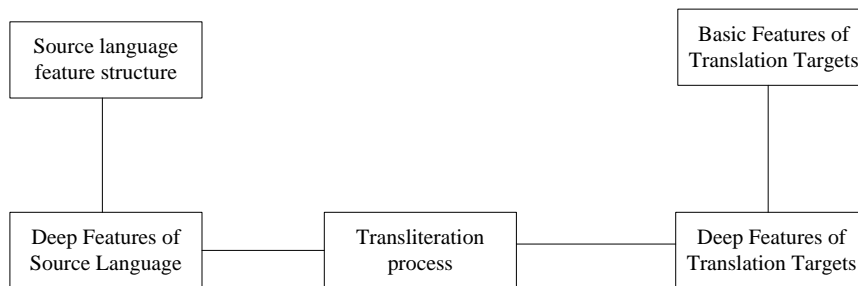 Source language
feature structure
Basic Features of
Translation Targets
Deep Features of
Source Language
Transliteration
process
Deep Features of
Translation Targets